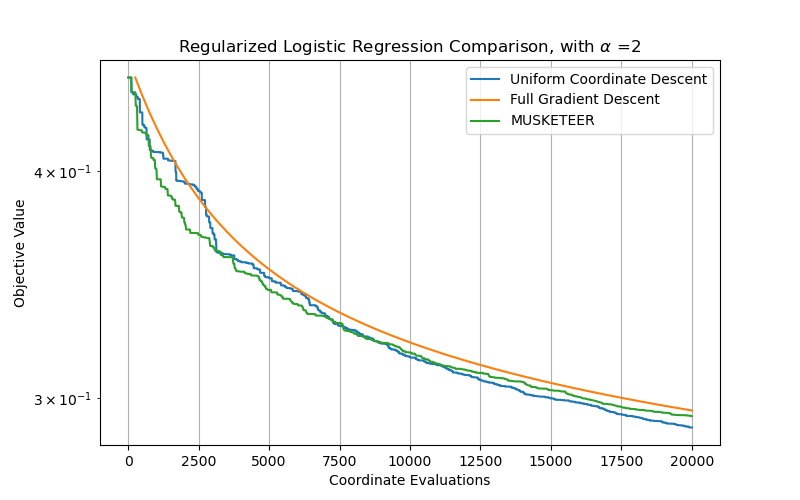 Regularized Logistic Regression Comparison, with α =2
Uniform Coordinate Descent
Full Gradient Descent
MUSKETEER
Objective Value
4 × 10⁻¹
3 × 10⁻¹
0 2500 5000 7500 10000 12500 15000 17500 20000
Coordinate Evaluations